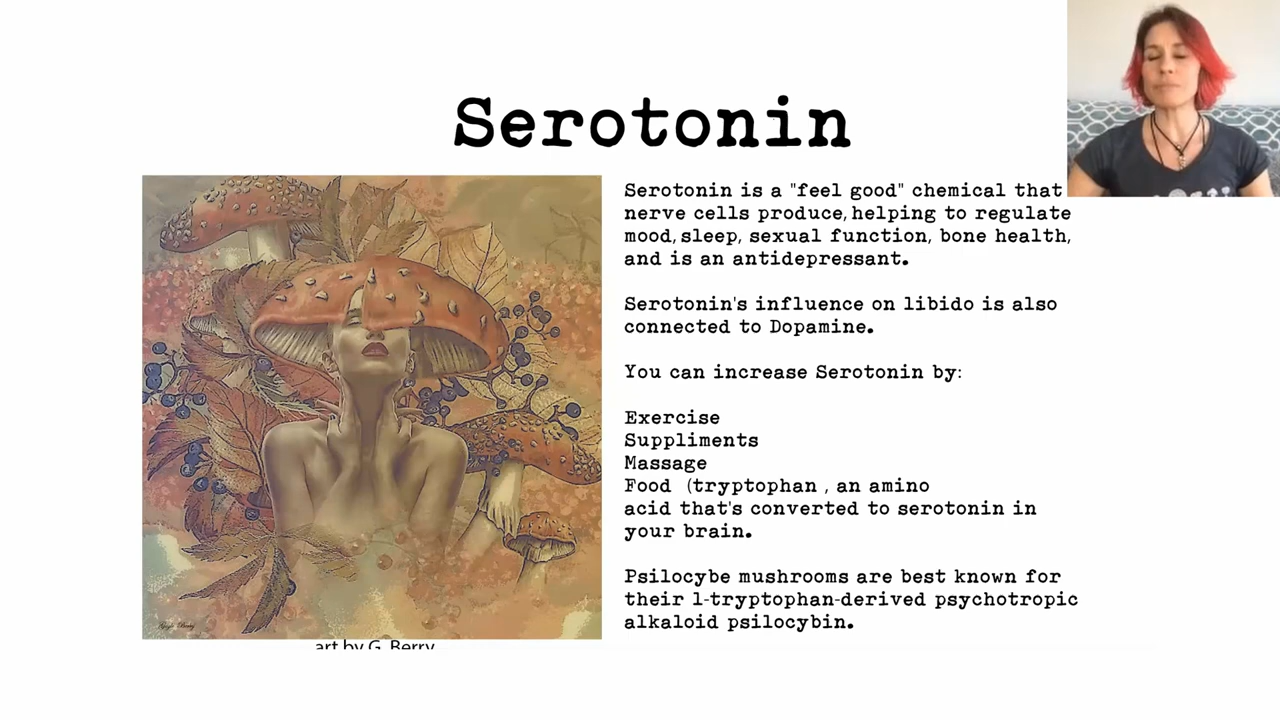 Serotonin
Serotonin is a "feel good" chemical that
nerve cells produce, helping to regulate
mood, sleep, sexual function, bone health,
and is an antidepressant.
Serotonin's influence on libido is also
connected to Dopamine.
You can increase Serotonin by:
Exercise
Suppliments
Massage
Food (tryptophan , an amino
acid that's converted to serotonin in
your brain.
Psilocybe mushrooms are best known for
their l-tryptophan-derived psychotropic
alkaloid psilocybin.
art by G. Berry